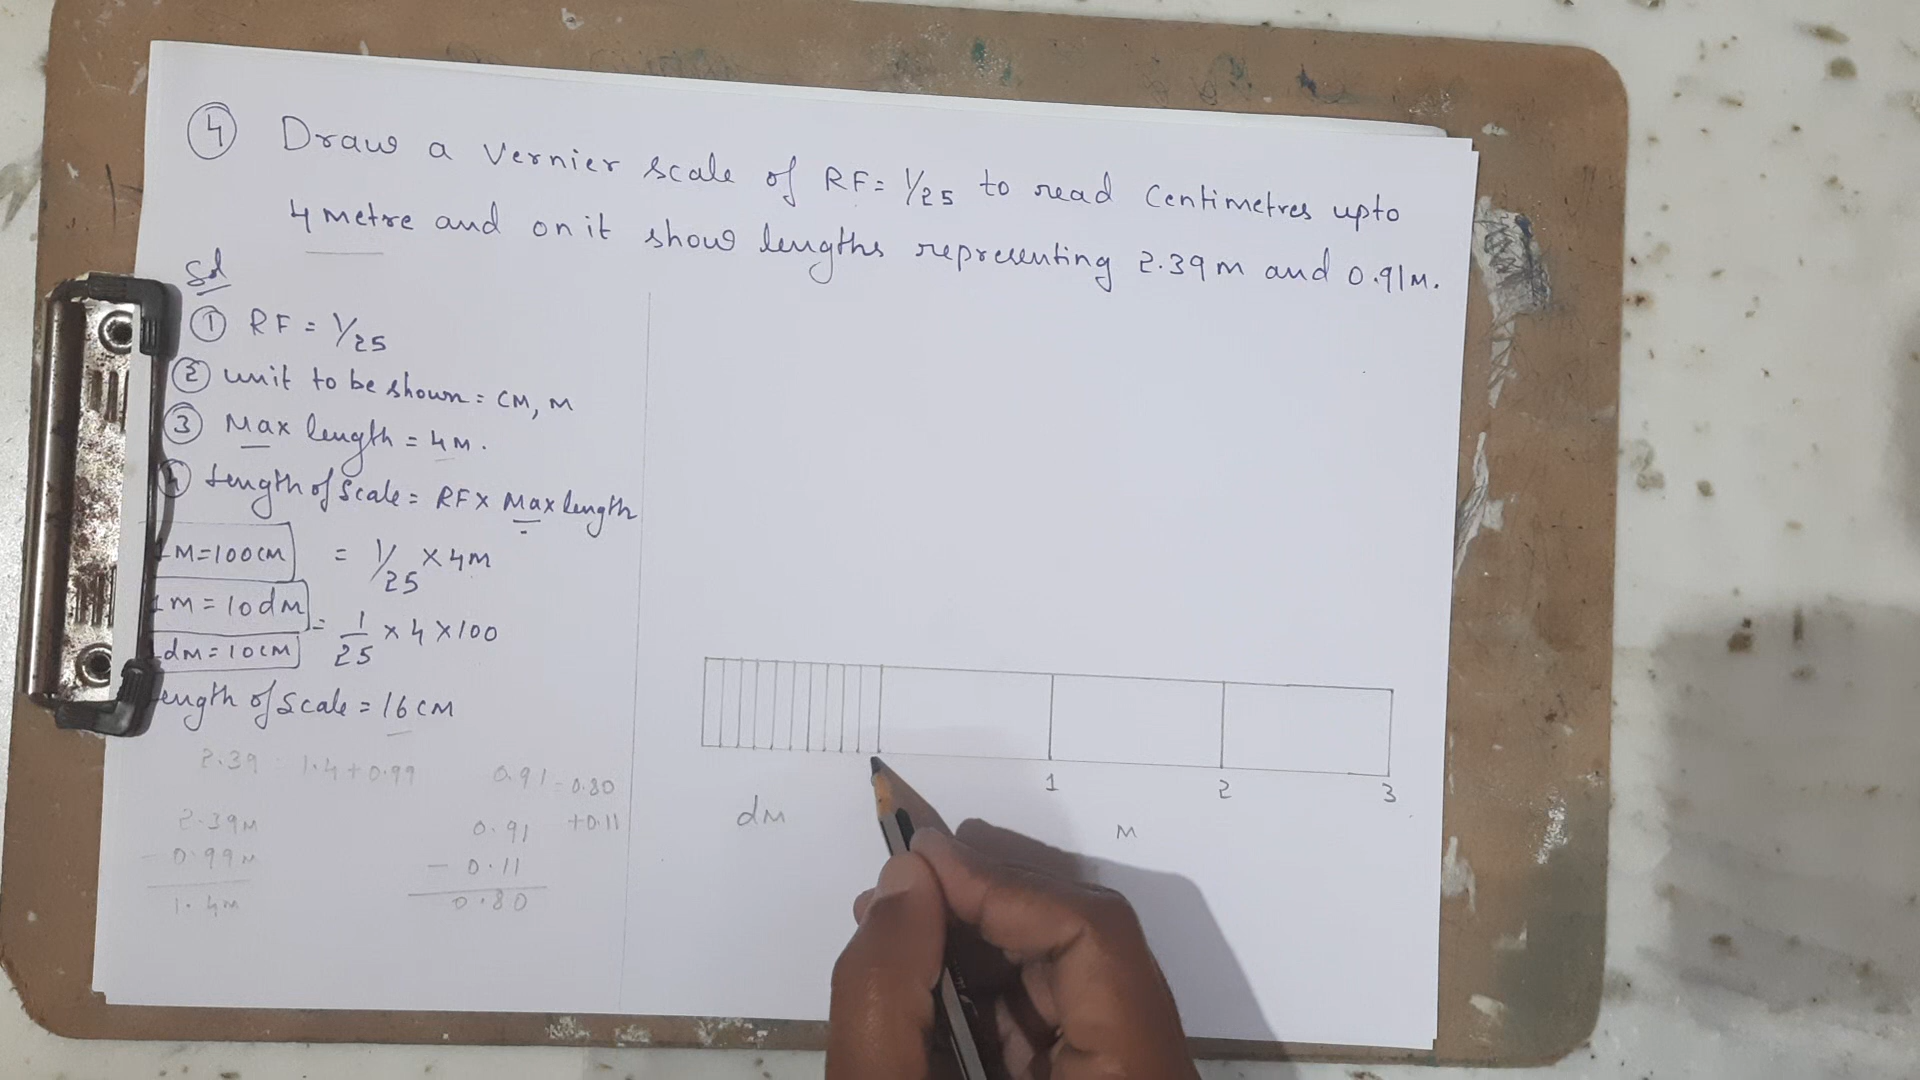 4 Draw a Vernier scale of RF= 1/25 to read Centimetres upto
4 metre and on it show lengths representing 2.39m and 0.91m.
Sol
1 RF = 1/25
2 unit to be shown = CM, M
3 Max length = 4M.
4 Length of Scale = RF x Max length
1M=100CM = 1/25 x 4M
1M = 10dM
= 1/25 x 4 x 100
1dM = 10CM
Length of Scale = 16 CM
2.39 : 1.4 + 0.99
0.91 = 0.80
+0.11
2.39M
- 0.99M
1.4M
0.91
- 0.11
0.80
1 2 3
dM M